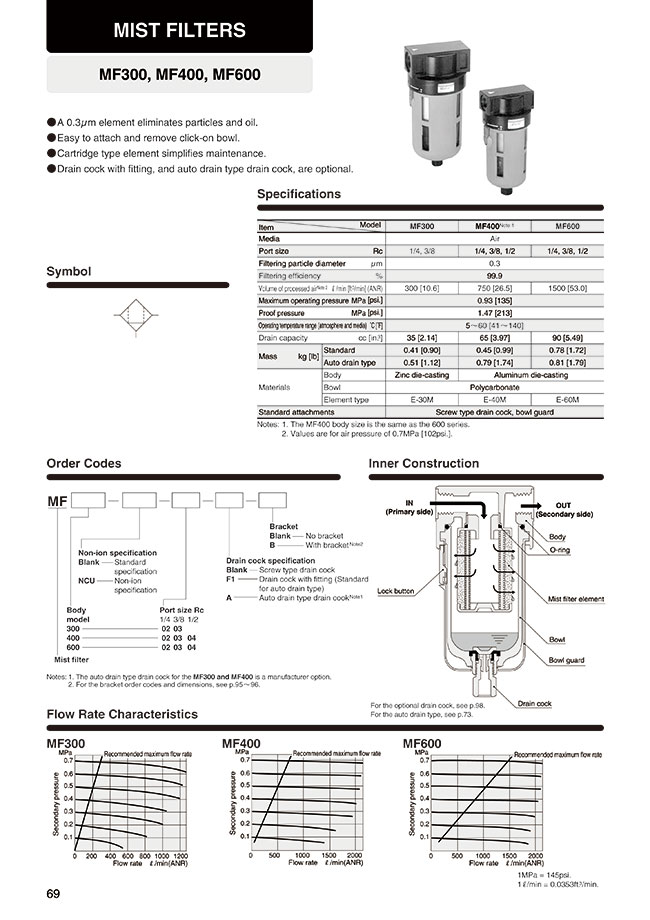 MIST FILTERS
MF300, MF400, MF600
●A 0.3μm element eliminates particles and oil.
●Easy to attach and remove click-on bowl.
●Cartridge type element simplifies maintenance.
●Drain cock with fitting, and auto drain type drain cock, are optional.
Specifications
Item Model MF300 MF400Note 1 MF600
Media Air
Port size Rc 1/4, 3/8 1/4, 3/8, 1/2 1/4, 3/8, 1/2
Filtering particle diameter μm 0.3
Filtering efficiency % 99.9
Volume of processed airNote 2 ℓ/min [ft³/min] (ANR) 300 [10.6] 750 [26.5] 1500 [53.0]
Maximum operating pressure MPa [psi.] 0.93 [135]
Proof pressure MPa [psi.] 1.47 [213]
Operating temperature range (atmosphere and media) °C [°F] 5~60 [41~140]
Drain capacity cc [in³] 35 [2.14] 65 [3.97] 90 [5.49]
Mass kg [lb] Standard 0.41 [0.90] 0.45 [0.99] 0.78 [1.72]
Auto drain type 0.51 [1.12] 0.79 [1.74] 0.81 [1.79]
Materials Body Zinc die-casting Aluminum die-casting
Bowl Polycarbonate
Element type E-30M E-40M E-60M
Standard attachments Screw type drain cock, bowl guard
Notes: 1. The MF400 body size is the same as the 600 series.
2. Values are for air pressure of 0.7MPa [102psi.].
Symbol
Order Codes
MF
Bracket
Blank No bracket
B With bracketNote2
Drain cock specification
Blank Screw type drain cock
F1 Drain cock with fitting (Standard
for auto drain type)
A Auto drain type drain cockNote1
Non-ion specification
Blank Standard
specification
NCU Non-ion
specification
Body Port size Rc
model 1/4 3/8 1/2
300 02 03
400 02 03 04
600 02 03 04
Mist filter
Notes: 1. The auto drain type drain cock for the MF300 and MF400 is a manufacturer option.
2. For the bracket order codes and dimensions, see p.95~96.
Inner Construction
IN
(Primary side)
OUT
(Secondary side)
Body
O-ring
Lock button
Mist filter element
Bowl
Bowl guard
Drain cock
For the optional drain cock, see p.98.
For the auto drain type, see p.73.
Flow Rate Characteristics
MF300
MPa
Recommended maximum flow rate
Secondary pressure
0.7
0.6
0.5
0.4
0.3
0.2
0.1
0 200 400 600 800 1000 1200
Flow rate ℓ/min(ANR)
MF400
MPa
Recommended maximum flow rate
Secondary pressure
0.7
0.6
0.5
0.4
0.3
0.2
0.1
0 500 1000 1500 2000
Flow rate ℓ/min(ANR)
MF600
MPa
Recommended maximum flow rate
Secondary pressure
0.7
0.6
0.5
0.4
0.3
0.2
0.1
0 500 1000 1500 2000
Flow rate ℓ/min(ANR)
1MPa = 145psi.
1ℓ/min = 0.0353ft³/min.
69